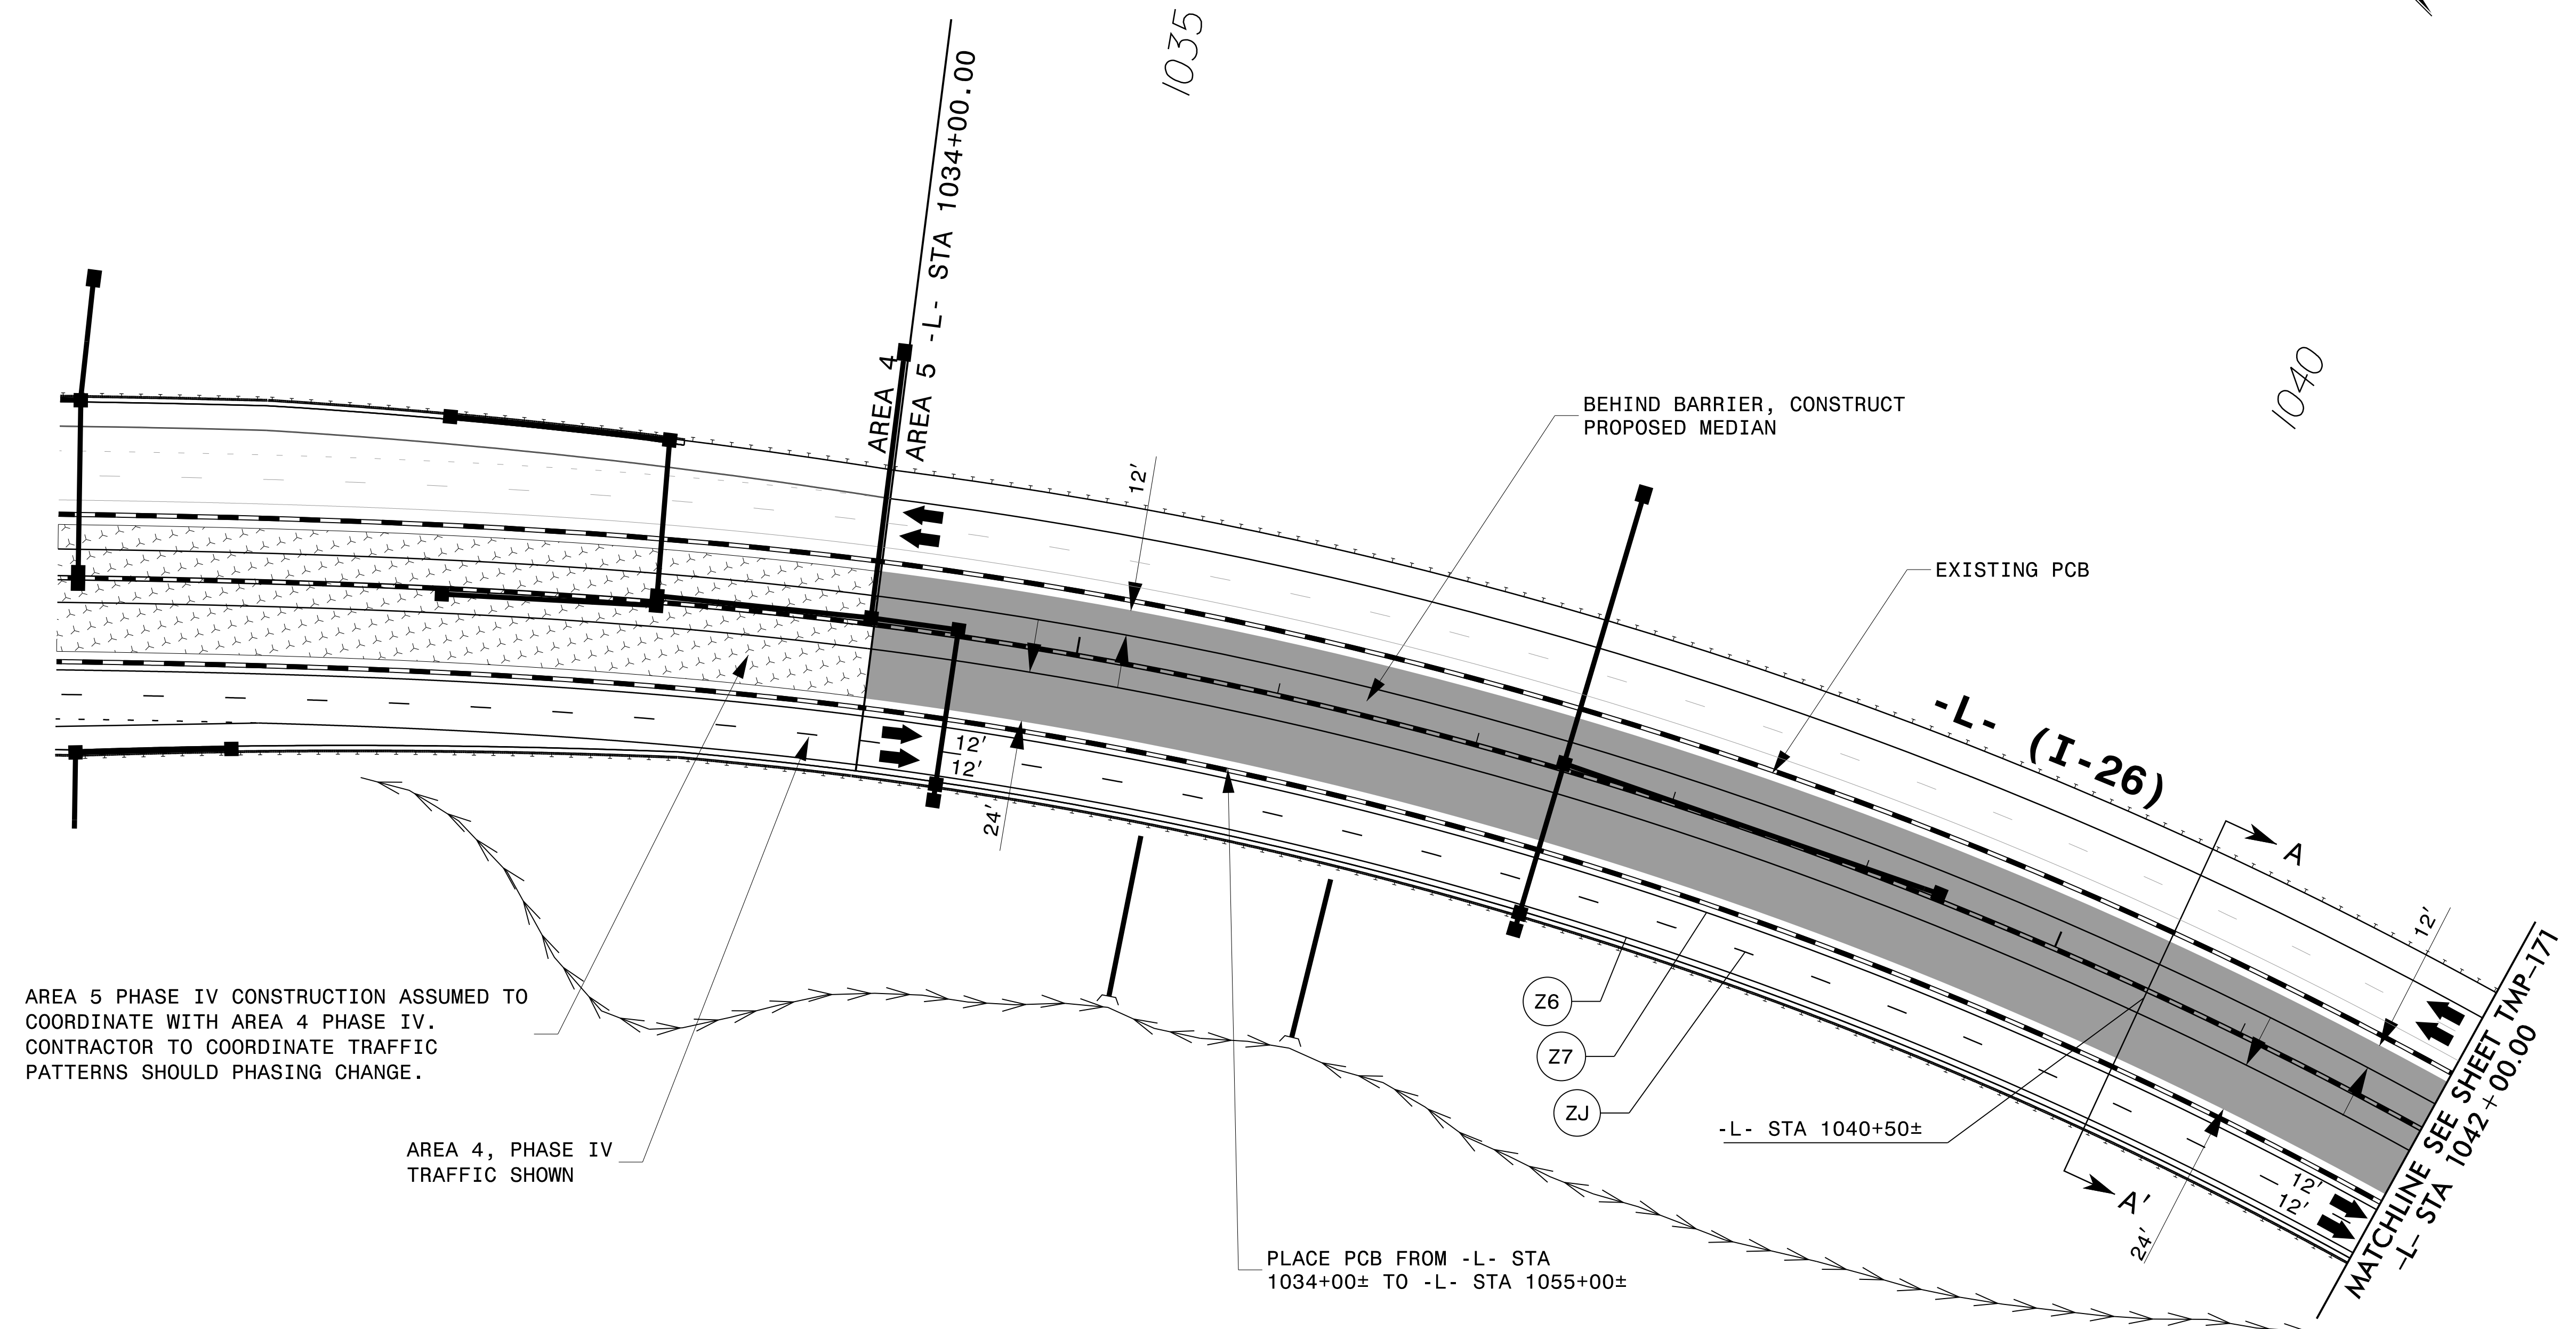 1035
-L- STA 1034+00.00
AREA 4
AREA 5
1040
12'
BEHIND BARRIER, CONSTRUCT
PROPOSED MEDIAN
EXISTING PCB
-L- (I-26)
A
12'
12'
12'
24'
AREA 5 PHASE IV CONSTRUCTION ASSUMED TO
COORDINATE WITH AREA 4 PHASE IV.
CONTRACTOR TO COORDINATE TRAFFIC
PATTERNS SHOULD PHASING CHANGE.
AREA 4, PHASE IV
TRAFFIC SHOWN
Z6
Z7
ZJ
-L- STA 1040+50±
A'
12'
12'
24'
PLACE PCB FROM -L- STA
1034+00± TO -L- STA 1055+00±
MATCHLINE SEE SHEET TMP-171
-L- STA 1042+00.00